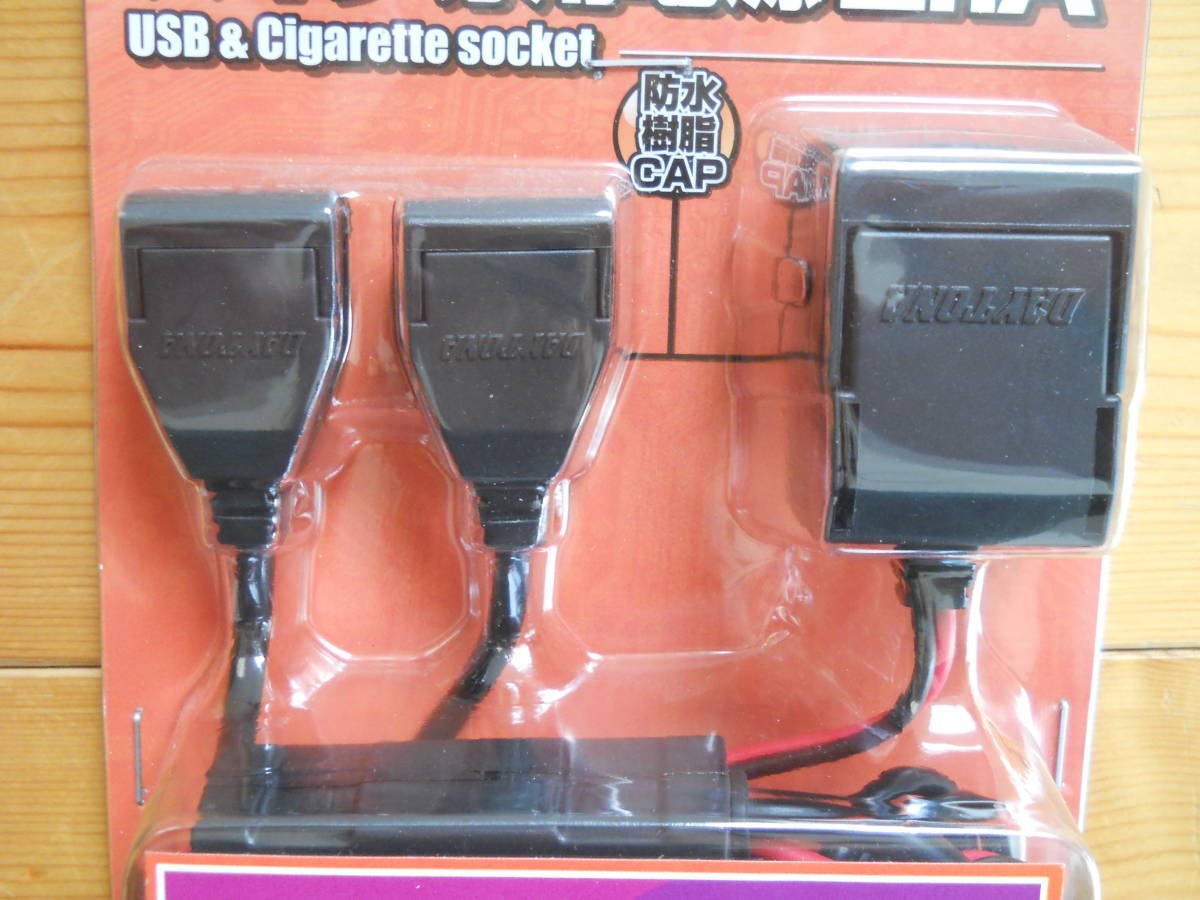 USB & Cigarette socket
防水
樹脂
CAP
DAYTONA
DAYTONA
DAYTONA